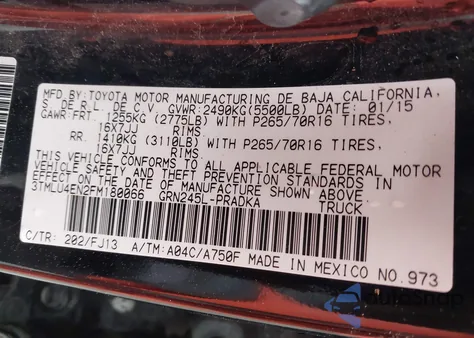 MFD.BY:TOYOTA MOTOR MANUFACTURING DE BAJA CALIFORNIA,
S DE R.L DE C.V GVWR:2490KG(5500LB) DATE: 01/15
GAWR:FRT. 1255KG (2775LB) WITH P265/70R16 TIRES,
16X7JJ RIMS
RR. 1410KG (3110LB) WITH P265/70R16 TIRES,
16X7JJ RIMS
THIS VEHICLE CONFORMS TO ALL APPLICABLE FEDERAL MOTOR
VEHICLE SAFETY AND THEFT PREVENTION STANDARDS IN
EFFECT ON THE DATE OF MANUFACTURE SHOWN ABOVE.
3TMLU4EN2FM180066 GRN245L-PRADKA TRUCK
C/TR: 202/FJ13 A/TM:A04C/A750F MADE IN MEXICO NO.973
AutoSnap